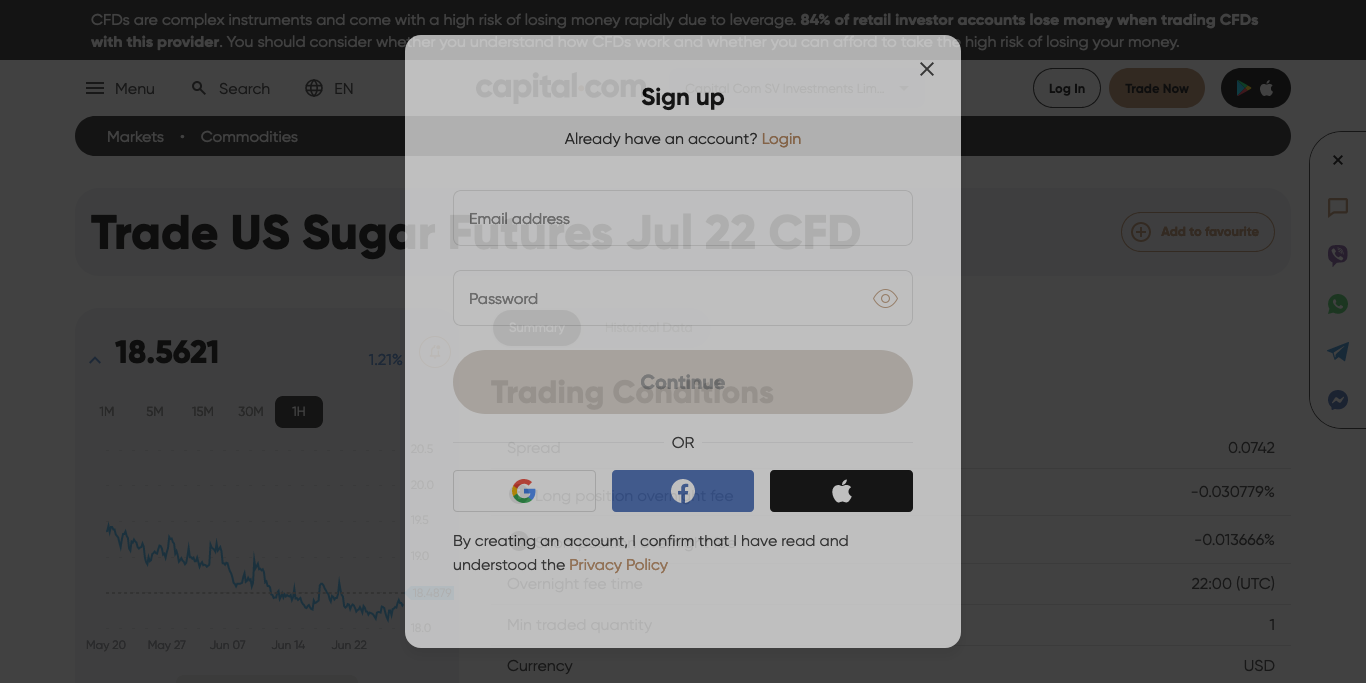 CFDs are complex instruments and come with a high risk of losing money rapidly due to leverage. 84% of retail investor accounts lose money when trading CFDs
with this provider. You should consider whether you understand how CFDs work and whether you can afford to take the high risk of losing your money.
Menu
Search
EN
capital.com
Capital Com SV Investments Lim...
Log In
Trade Now
Markets • Commodities
Sign up
Already have an account? Login
Email address
Password
Continue
OR
By creating an account, I confirm that I have read and
understood the Privacy Policy
Trade US Sugar Futures Jul 22 CFD
Add to favourite
18.5621
1.21%
1M 5M 15M 30M 1H
20.5
20.0
19.5
19.0
18.4879
18.0
May 20 May 27 Jun 07 Jun 14 Jun 22
Summary
Historical Data
Trading Conditions
Spread 0.0742
Long position overnight fee -0.030779%
-0.013666%
Overnight fee time 22:00 (UTC)
Min traded quantity 1
Currency USD